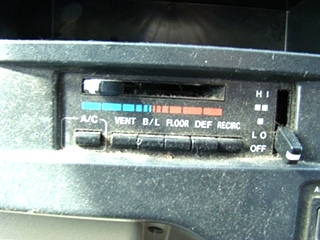 HI
A/C VENT B/L FLOOR DEF RECIRC
LO
OFF